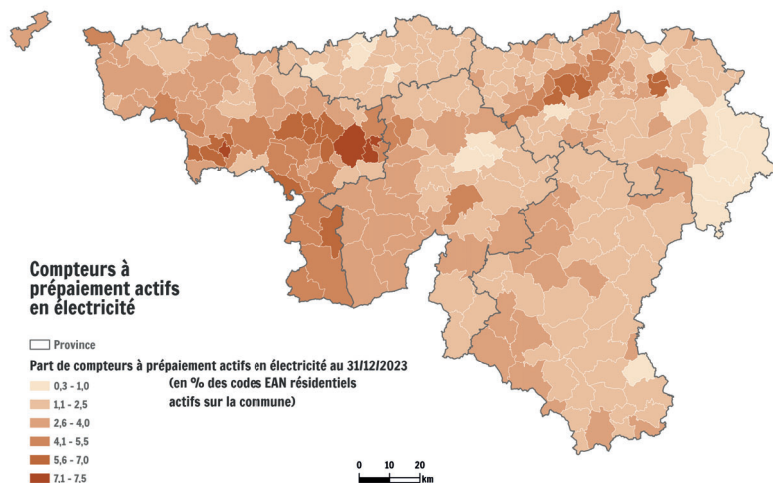 Compteurs à
prépaiement actifs
en électricité
Province
Part de compteurs à prépaiement actifs en électricité au 31/12/2023
(en % des codes EAN résidentiels
actifs sur la commune)
0,3 - 1,0
1,1 - 2,5
2,6 - 4,0
4,1 - 5,5
5,6 - 7,0
7,1 - 7,5
0 10 20
km